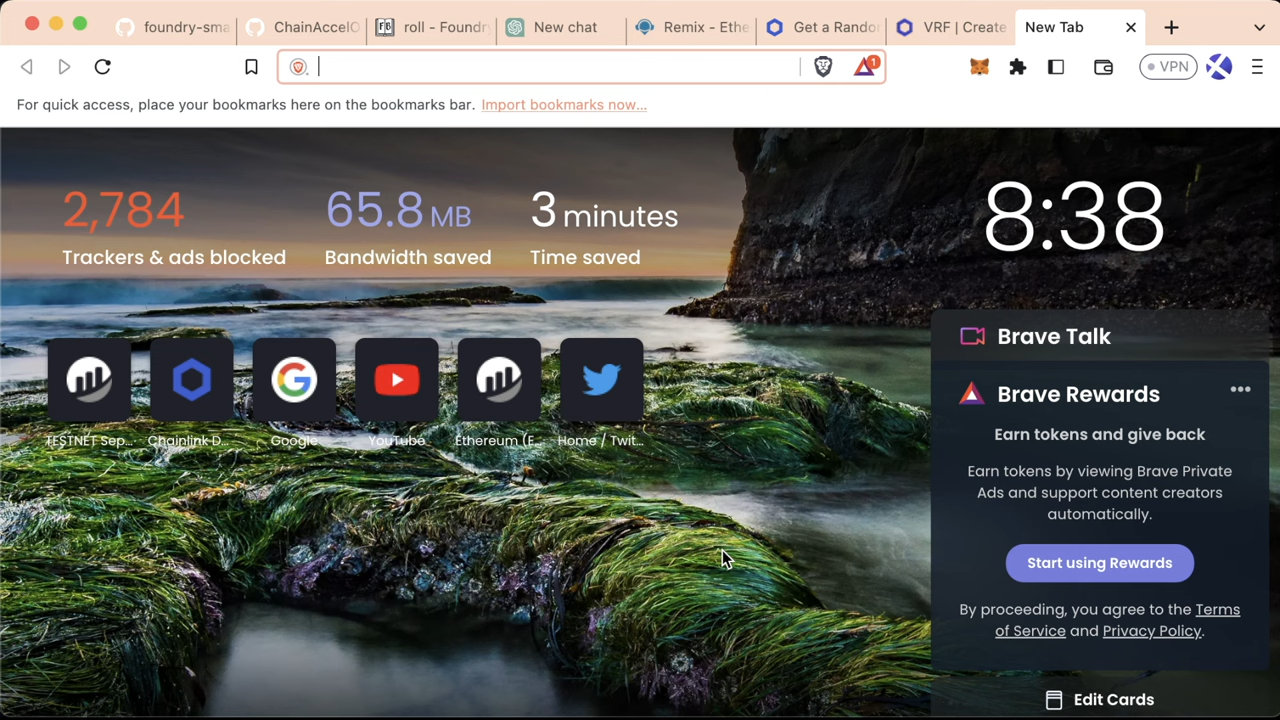 foundry-sma
ChainAccelO
roll - Foundry
New chat
Remix - Ethe
Get a Rando
VRF | Create
New Tab
1
VPN
For quick access, place your bookmarks here on the bookmarks bar. Import bookmarks now...
2,784
Trackers & ads blocked
65.8 MB
Bandwidth saved
3 minutes
Time saved
8:38
TESTNET Sep...
Chainlink D...
Google
YouTube
Ethereum (E...
Home / Twit...
Brave Talk
Brave Rewards
Earn tokens and give back
Earn tokens by viewing Brave Private
Ads and support content creators
automatically.
Start using Rewards
By proceeding, you agree to the Terms
of Service and Privacy Policy.
Edit Cards